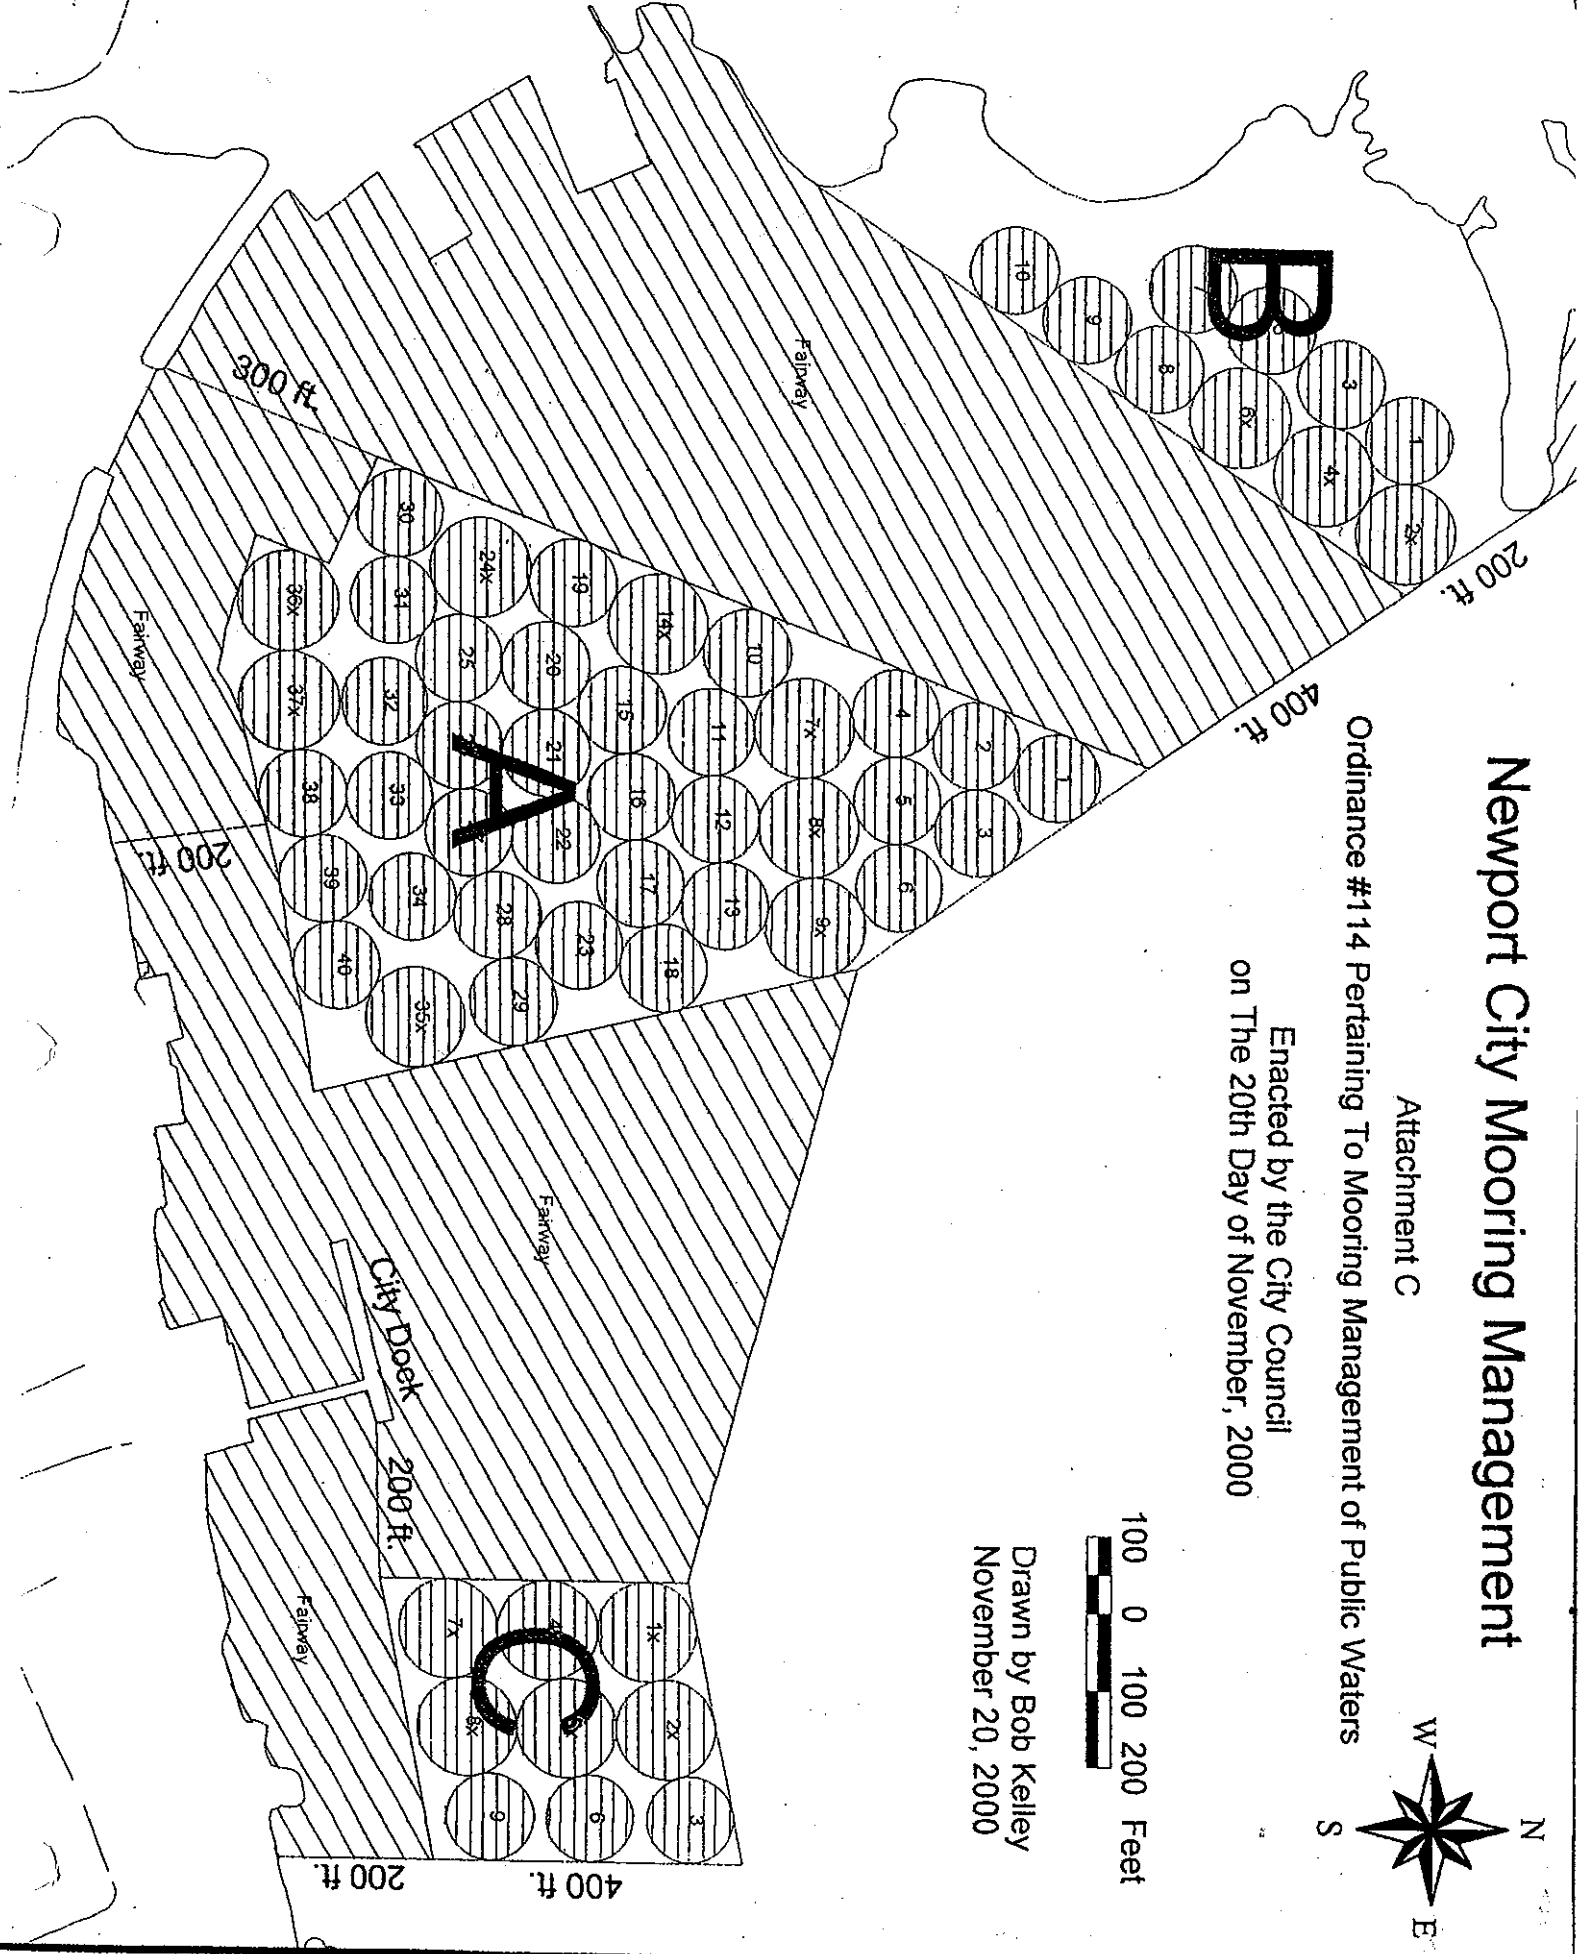 Newport City Mooring Management
Attachment C
Ordinance #114 Pertaining To Mooring Management of Public Waters
Enacted by the City Council
on The 20th Day of November, 2000
N
W
E
S
100 0 100 200 Feet
Drawn by Bob Kelley
November 20, 2000
B
1
2x
3
4x
6x
8
9
10
200 ft.
400 ft.
Fairway
300 ft.
A
1
2
3
4
5
6
7x
8x
9x
10
11
12
13
14x
15
16
17
18
19
20
21
22
23
24x
25
28
29
30
31
32
33
34
35x
36x
37x
38
39
40
Fairway
200 ft.
Fairway
City Dock
200 ft.
C
1x
2x
3
6
7x
8x
9
Fairway
400 ft.
200 ft.